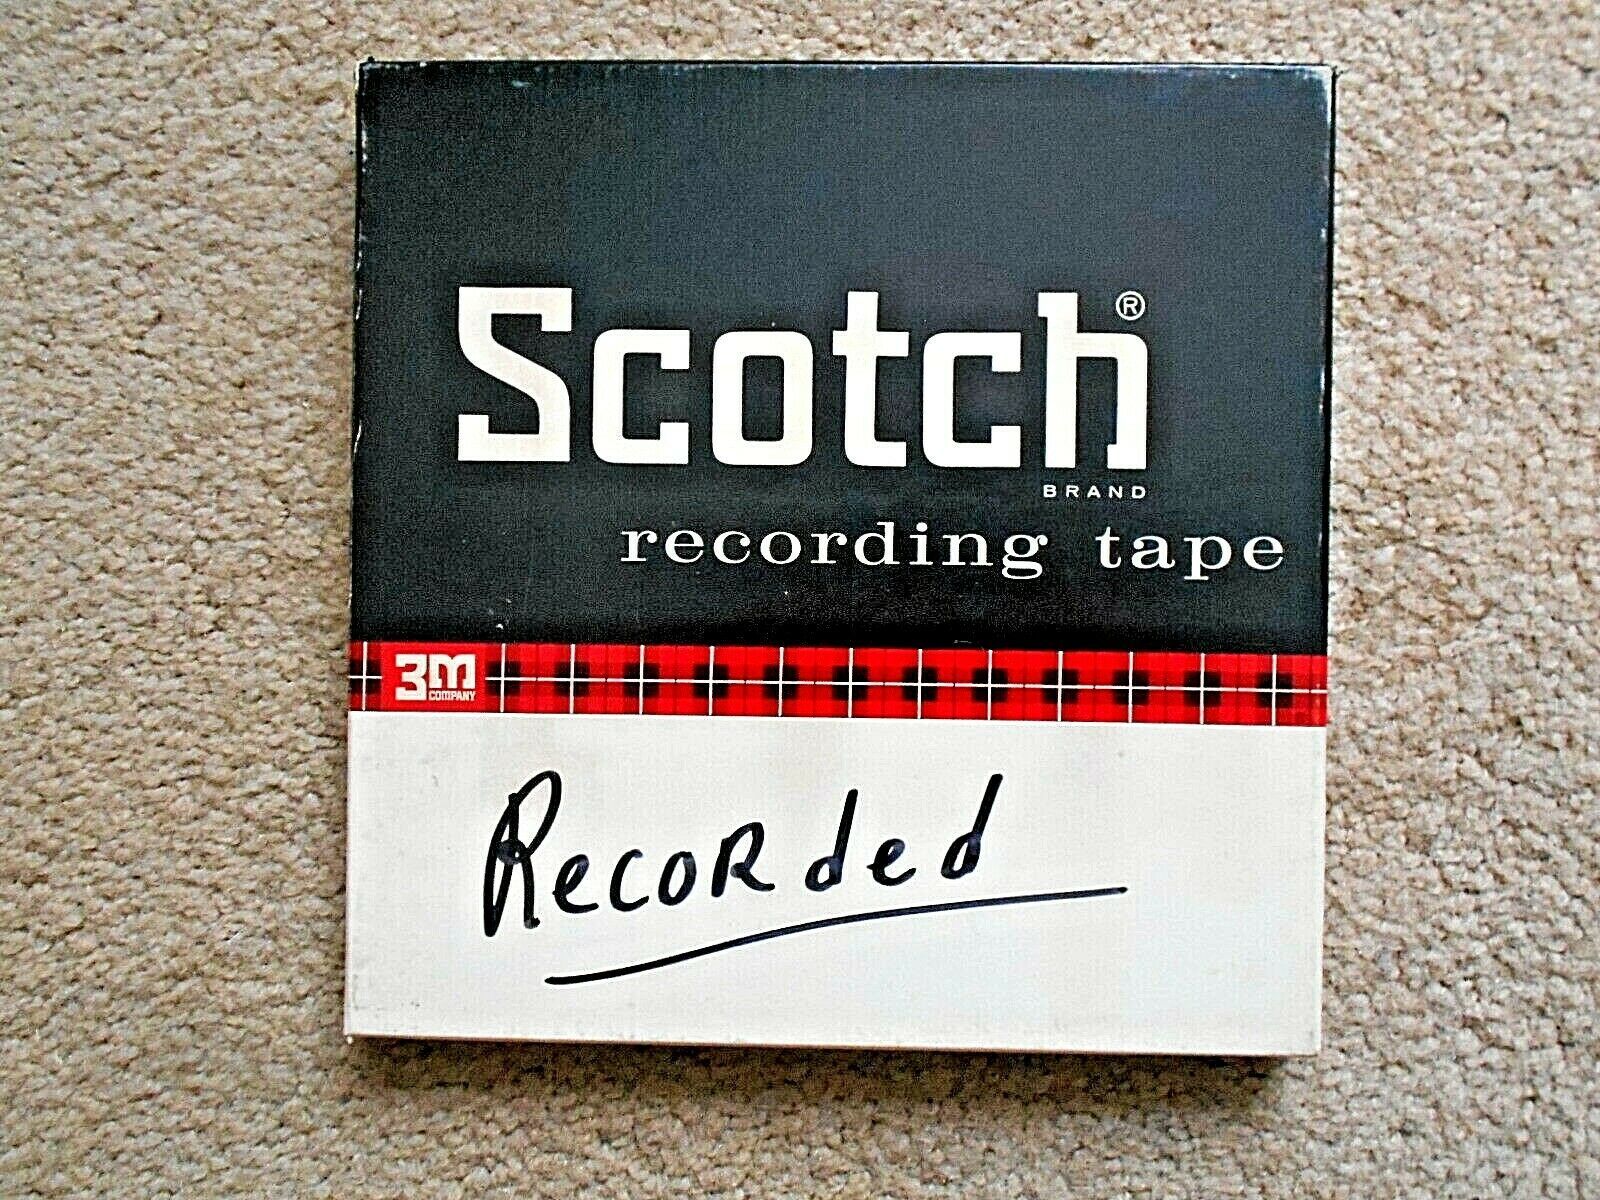 Scotch®
BRAND
recording tape
3M
COMPANY
Recorded